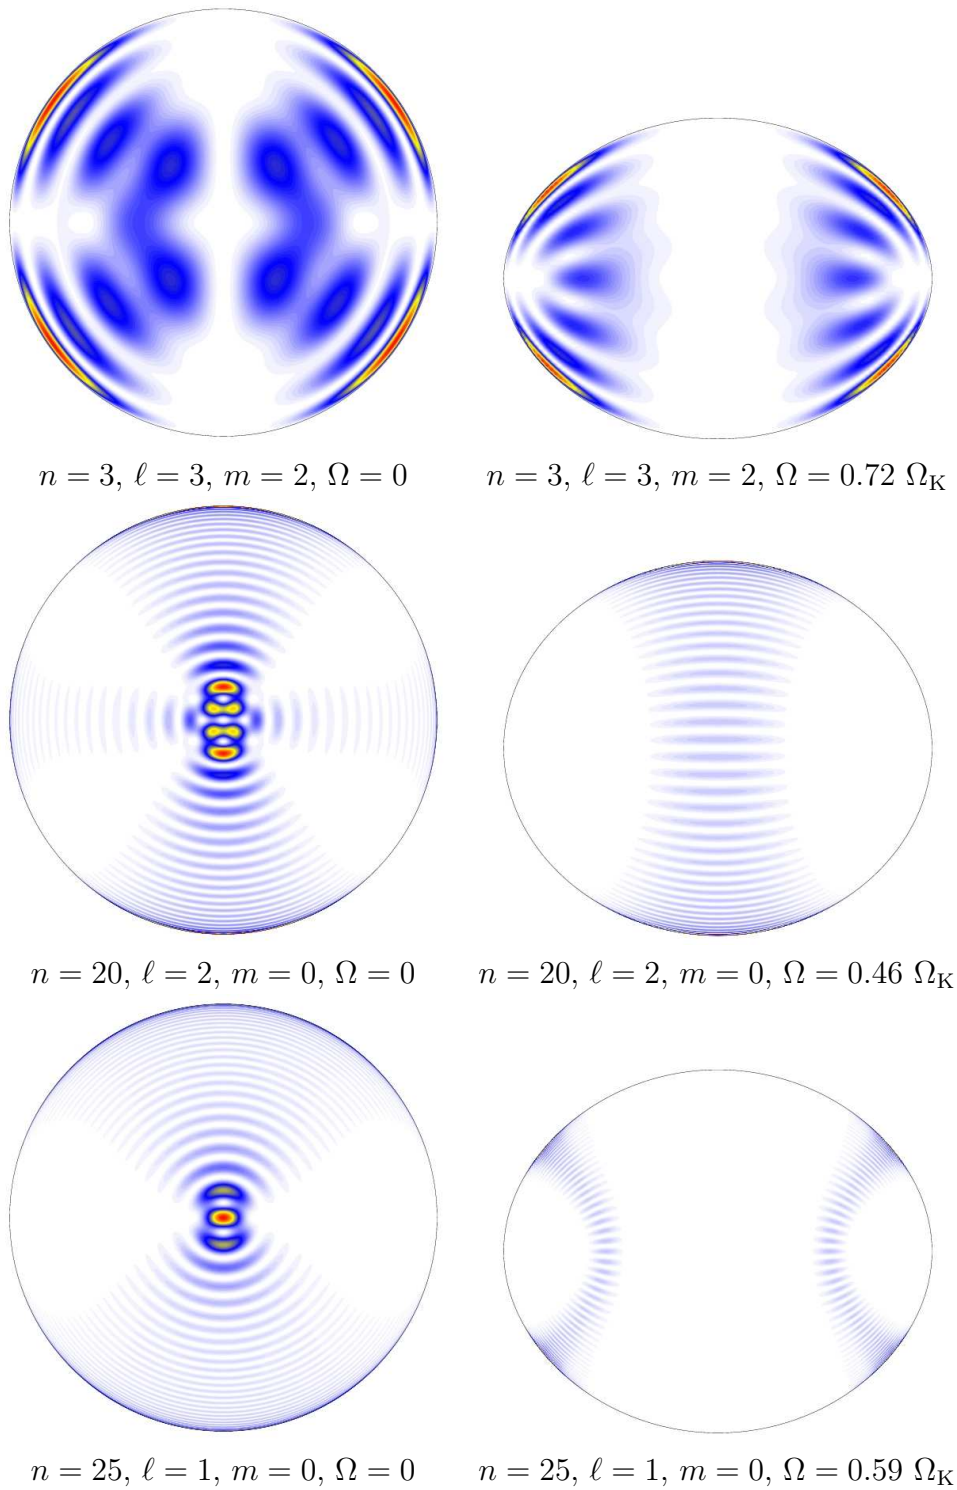 n = 3, ℓ = 3, m = 2, Ω = 0
n = 3, ℓ = 3, m = 2, Ω = 0.72 Ω_K
n = 20, ℓ = 2, m = 0, Ω = 0
n = 20, ℓ = 2, m = 0, Ω = 0.46 Ω_K
n = 25, ℓ = 1, m = 0, Ω = 0
n = 25, ℓ = 1, m = 0, Ω = 0.59 Ω_K